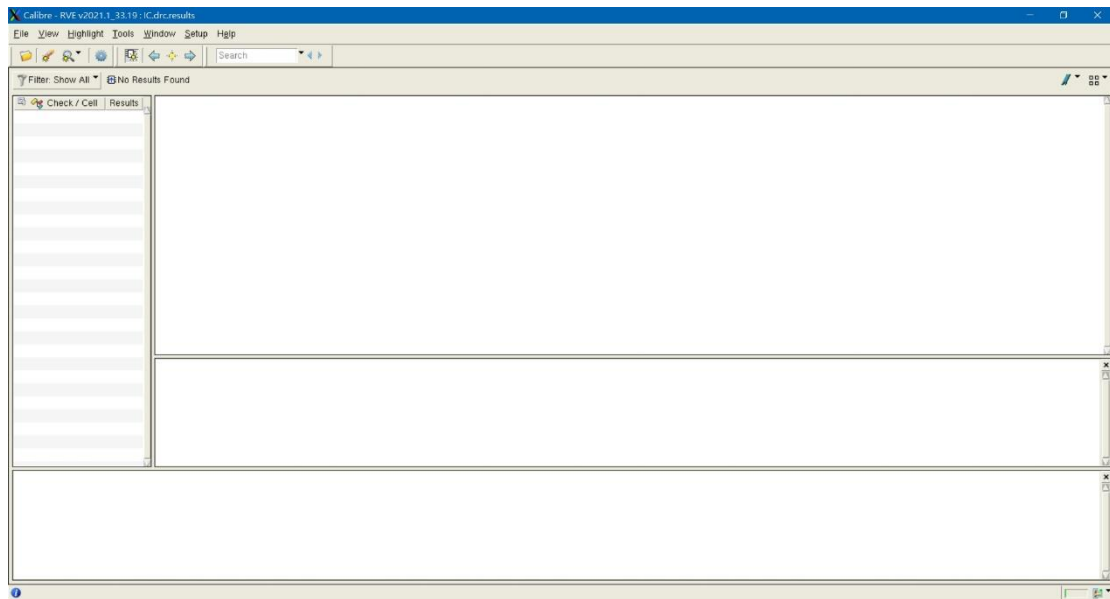 Calibre - RVE v2021.1_33.19 : IC.drc.results
File View Highlight Tools Window Setup Help
Search
Filter: Show All No Results Found
Check / Cell Results